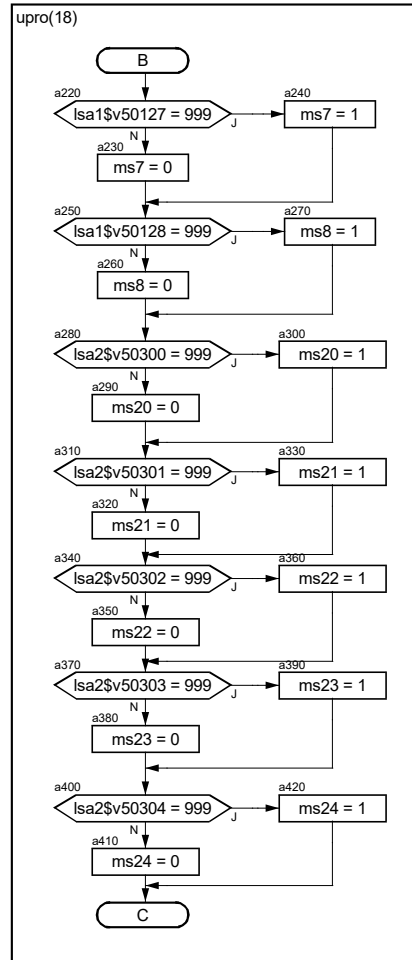 upro(18)
B
a220
lsa1$v50127 = 999
J
a240
ms7 = 1
N
a230
ms7 = 0
a250
lsa1$v50128 = 999
J
a270
ms8 = 1
N
a260
ms8 = 0
a280
lsa2$v50300 = 999
J
a300
ms20 = 1
N
a290
ms20 = 0
a310
lsa2$v50301 = 999
J
a330
ms21 = 1
N
a320
ms21 = 0
a340
lsa2$v50302 = 999
J
a360
ms22 = 1
N
a350
ms22 = 0
a370
lsa2$v50303 = 999
J
a390
ms23 = 1
N
a380
ms23 = 0
a400
lsa2$v50304 = 999
J
a420
ms24 = 1
N
a410
ms24 = 0
C